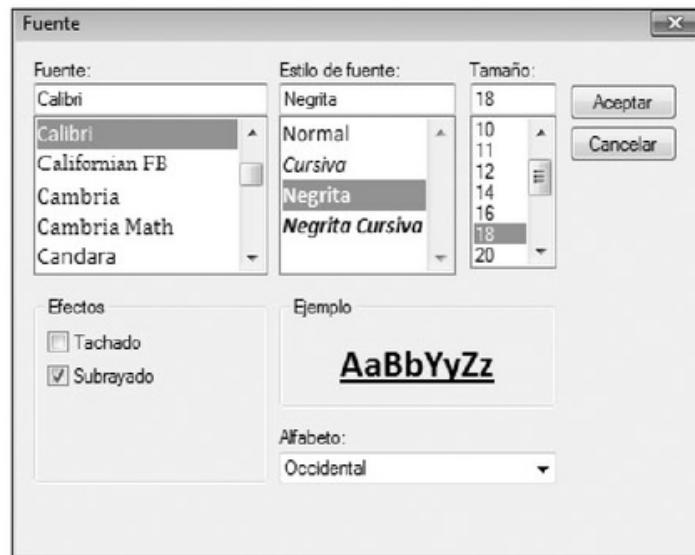 Fuente
Fuente:
Calibri
Calibri
Californian FB
Cambria
Cambria Math
Candara
Estilo de fuente:
Negrita
Normal
Cursiva
Negrita
Negrita Cursiva
Tamaño:
18
10
11
12
14
16
18
20
Aceptar
Cancelar
Efectos
Tachado
Subrayado
Ejemplo
AaBbYyZz
Alfabeto:
Occidental